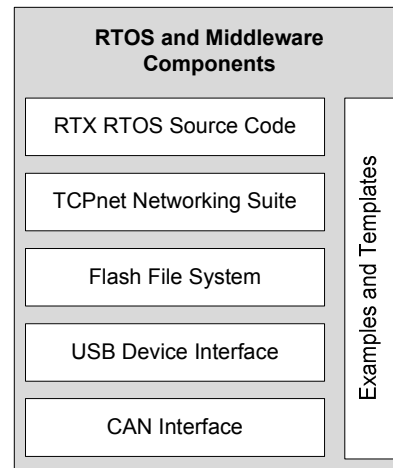 RTOS and Middleware
Components
RTX RTOS Source Code
TCPnet Networking Suite
Flash File System
USB Device Interface
CAN Interface
Examples and Templates